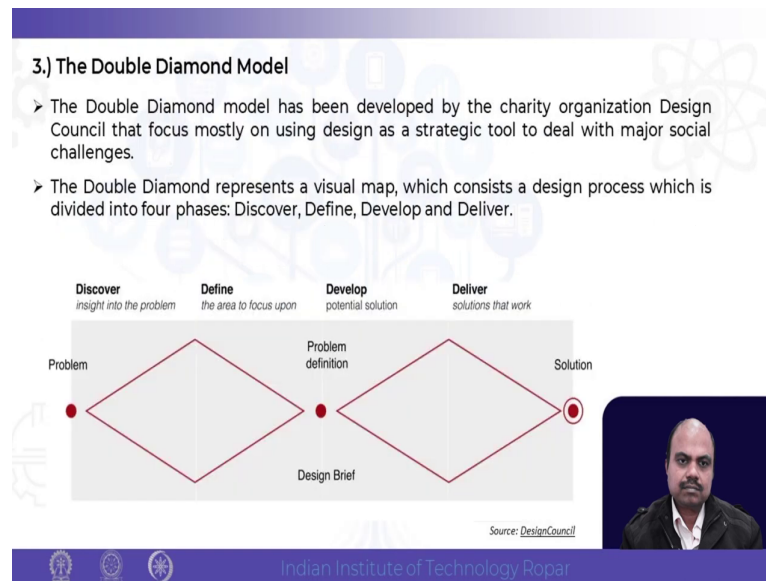 3.) The Double Diamond Model
➢ The Double Diamond model has been developed by the charity organization Design
Council that focus mostly on using design as a strategic tool to deal with major social
challenges.
➢ The Double Diamond represents a visual map, which consists a design process which is
divided into four phases: Discover, Define, Develop and Deliver.
Discover
insight into the problem
Define
the area to focus upon
Develop
potential solution
Deliver
solutions that work
Problem
Problem
definition
Solution
Design Brief
Source: DesignCouncil
Indian Institute of Technology Ropar